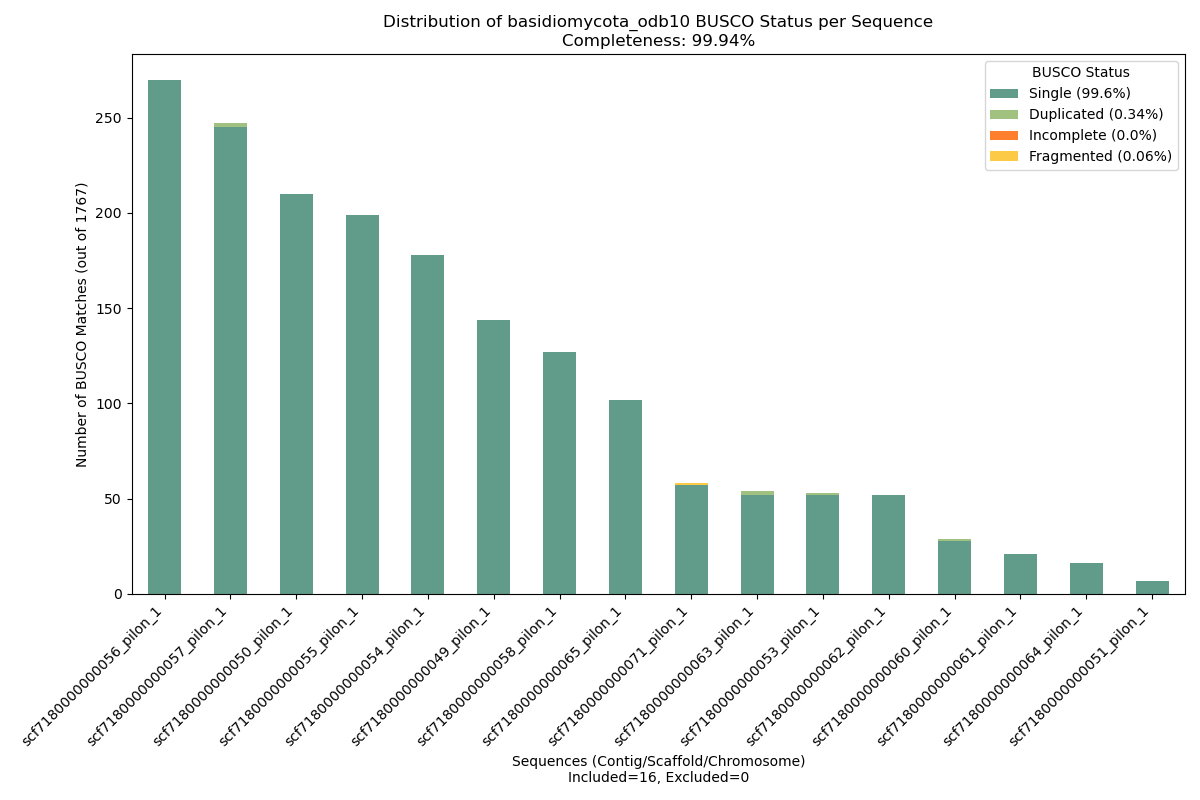 Distribution of basidiomycota_odb10 BUSCO Status per Sequence
Completeness: 99.94%
BUSCO Status
Single (99.6%)
Duplicated (0.34%)
Incomplete (0.0%)
Fragmented (0.06%)
Number of BUSCO Matches (out of 1767)
250
200
150
100
50
0
scf7180000000056_pilon_1
scf7180000000057_pilon_1
scf7180000000050_pilon_1
scf7180000000055_pilon_1
scf7180000000054_pilon_1
scf7180000000049_pilon_1
scf7180000000058_pilon_1
scf7180000000065_pilon_1
scf7180000000071_pilon_1
scf7180000000063_pilon_1
scf7180000000053_pilon_1
scf7180000000062_pilon_1
scf7180000000060_pilon_1
scf7180000000061_pilon_1
scf7180000000064_pilon_1
scf7180000000051_pilon_1
Sequences (Contig/Scaffold/Chromosome)
Included=16, Excluded=0